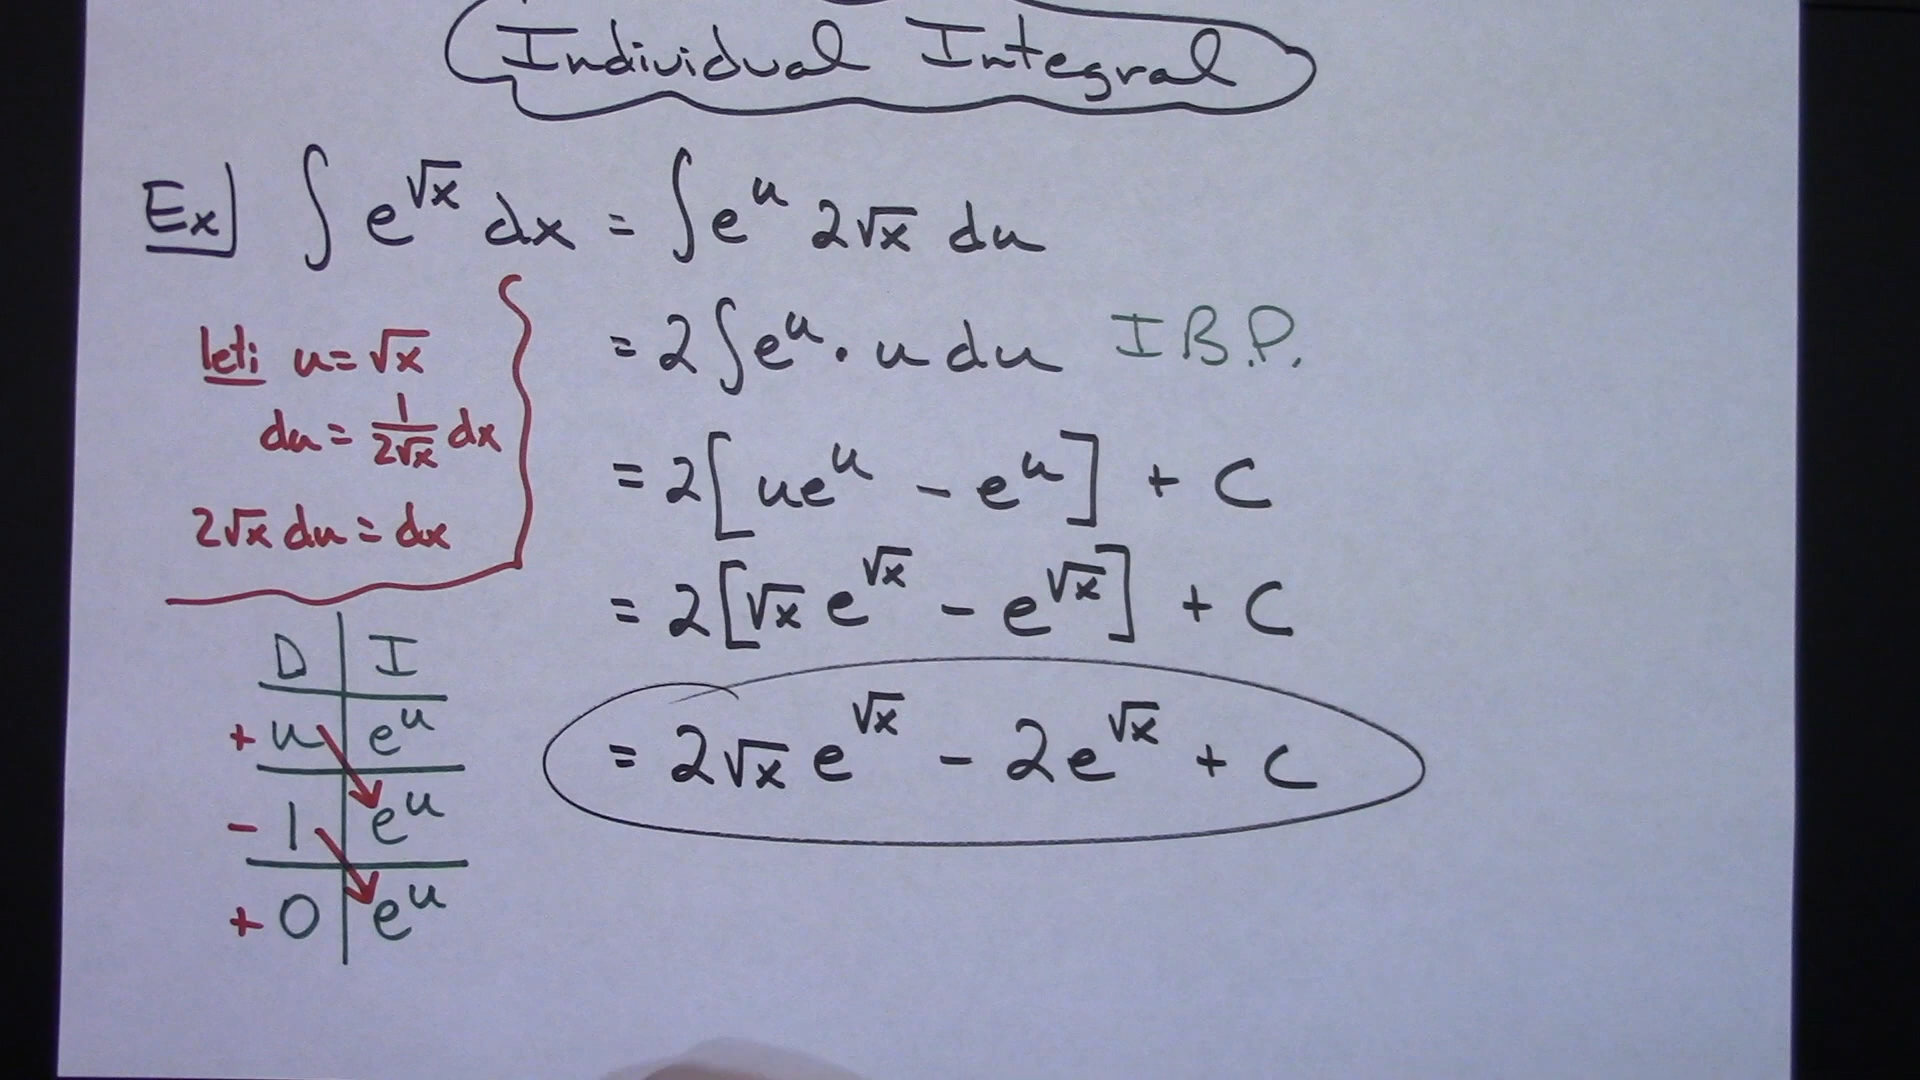 Individual Integral
Ex] ∫ e^√x dx = ∫ e^u 2√x du
= 2 ∫ e^u · u du I.B.P.
= 2[ue^u - e^u] + C
= 2[√x e^√x - e^√x] + C
= 2√x e^√x - 2e^√x + C
let: u = √x
du = 1/(2√x) dx
2√x du = dx
D I
+ u e^u
- 1 e^u
+ 0 e^u